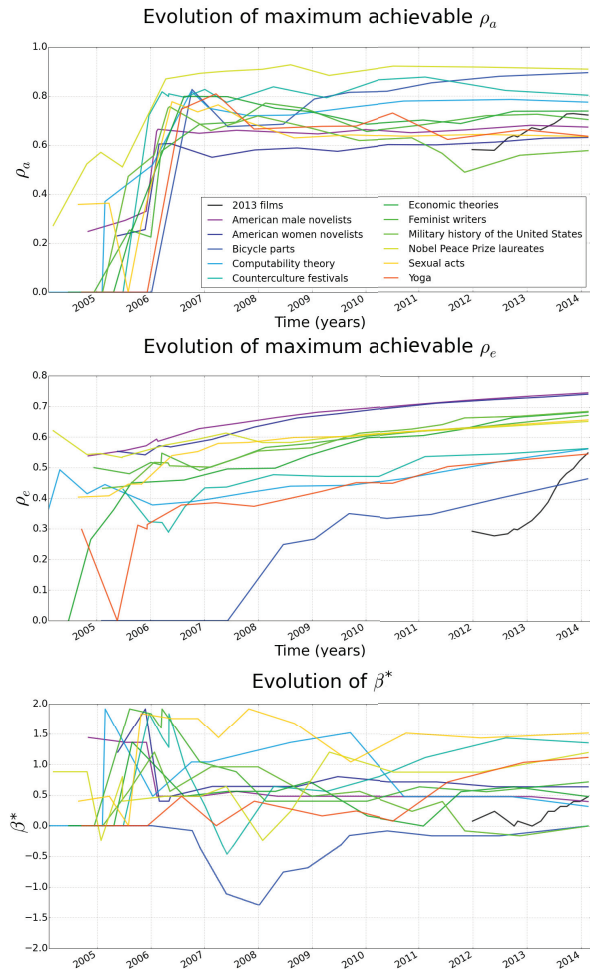 Evolution of maximum achievable ρa
1.0
0.8
0.6
0.4
0.2
0.0
ρa
2013 films
American male novelists
American women novelists
Bicycle parts
Computability theory
Counterculture festivals
Economic theories
Feminist writers
Military history of the United States
Nobel Peace Prize laureates
Sexual acts
Yoga
2005 2006 2007 2008 2009 2010 2011 2012 2013 2014
Time (years)
Evolution of maximum achievable ρe
0.8
0.7
0.6
0.5
0.4
0.3
0.2
0.1
0.0
ρe
2005 2006 2007 2008 2009 2010 2011 2012 2013 2014
Time (years)
Evolution of β*
2.0
1.5
1.0
0.5
0.0
−0.5
−1.0
−1.5
−2.0
β*
2005 2006 2007 2008 2009 2010 2011 2012 2013 2014